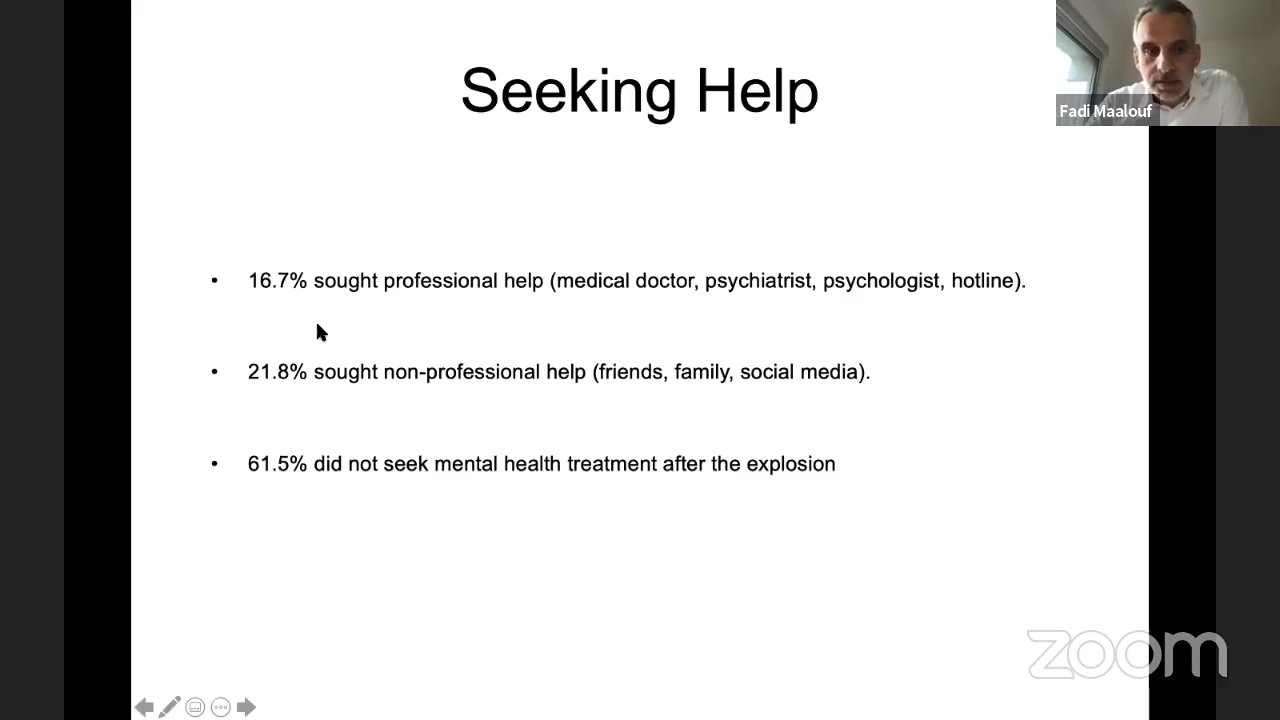 Seeking Help
Fadi Maalouf
• 16.7% sought professional help (medical doctor, psychiatrist, psychologist, hotline).
• 21.8% sought non-professional help (friends, family, social media).
• 61.5% did not seek mental health treatment after the explosion
zoom